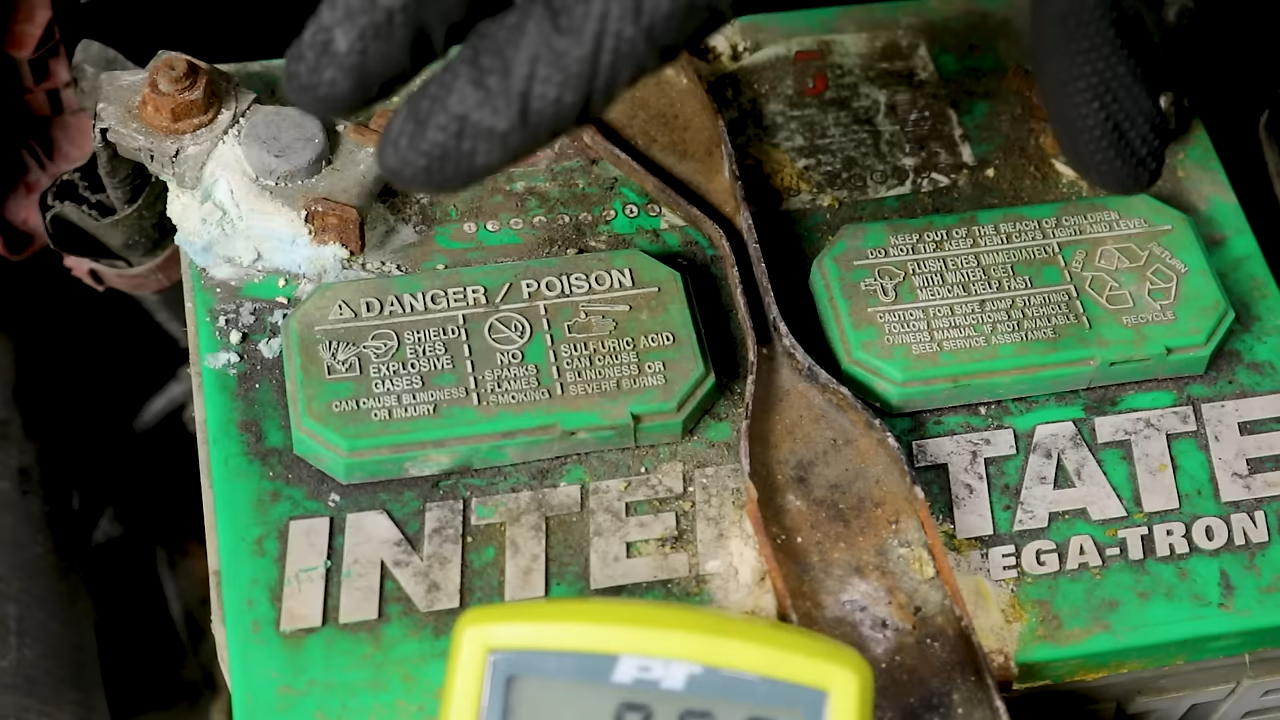 5
DANGER / POISON
SHIELD
EYES
EXPLOSIVE
GASES
CAN CAUSE BLINDNESS
OR INJURY
NO
.SPARKS
.FLAMES
.SMOKING
SULFURIC ACID
CAN CAUSE
BLINDNESS OR
SEVERE BURNS
KEEP OUT OF THE REACH OF CHILDREN
DO NOT TIP. KEEP VENT CAPS TIGHT AND LEVEL
FLUSH EYES IMMEDIATELY
WITH WATER. GET
MEDICAL HELP FAST
CAUTION: FOR SAFE JUMP STARTING
FOLLOW INSTRUCTIONS IN VEHICLE
OWNERS MANUAL. IF NOT AVAILABLE,
SEEK SERVICE ASSISTANCE.
RETURN
RECYCLE
INTE TATE
EGA-TRON